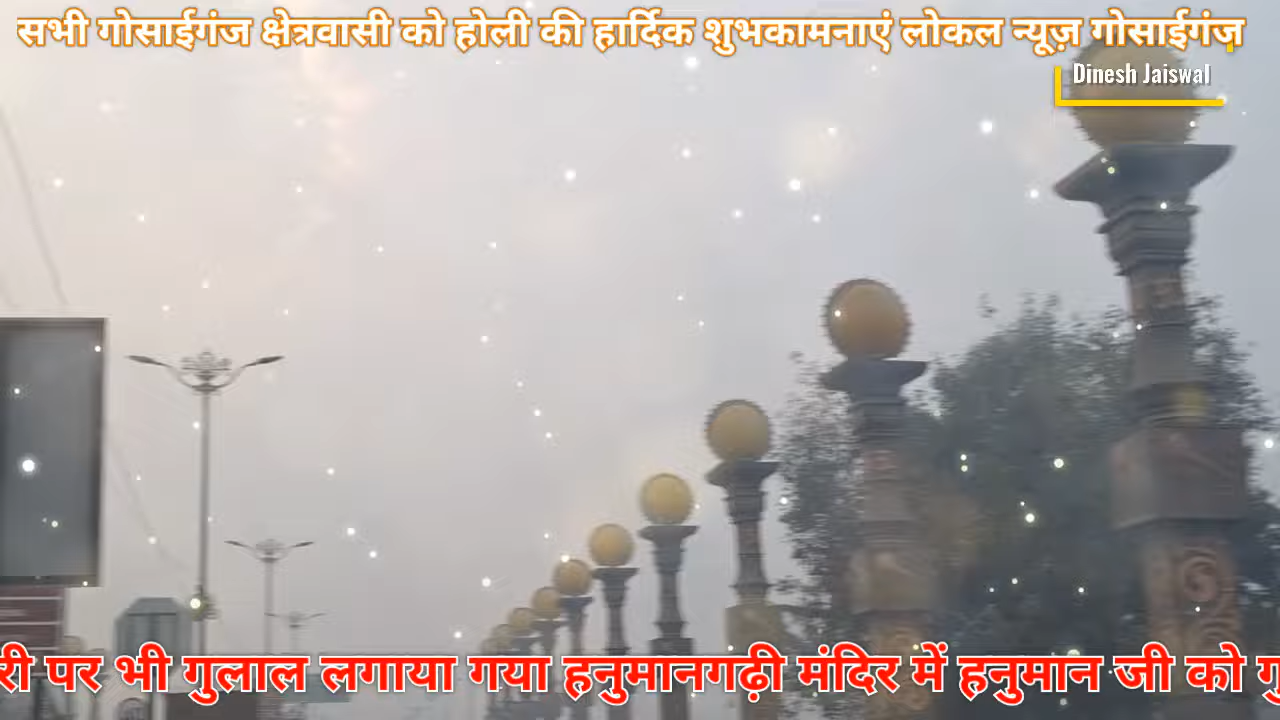 सभी गोसाईगंज क्षेत्रवासी को होली की हार्दिक शुभकामनाएं लोकल न्यूज़ गोसाईगंज
Dinesh Jaiswal
पर भी गुलाल लगाया गया हनुमानगढ़ी मंदिर में हनुमान जी को